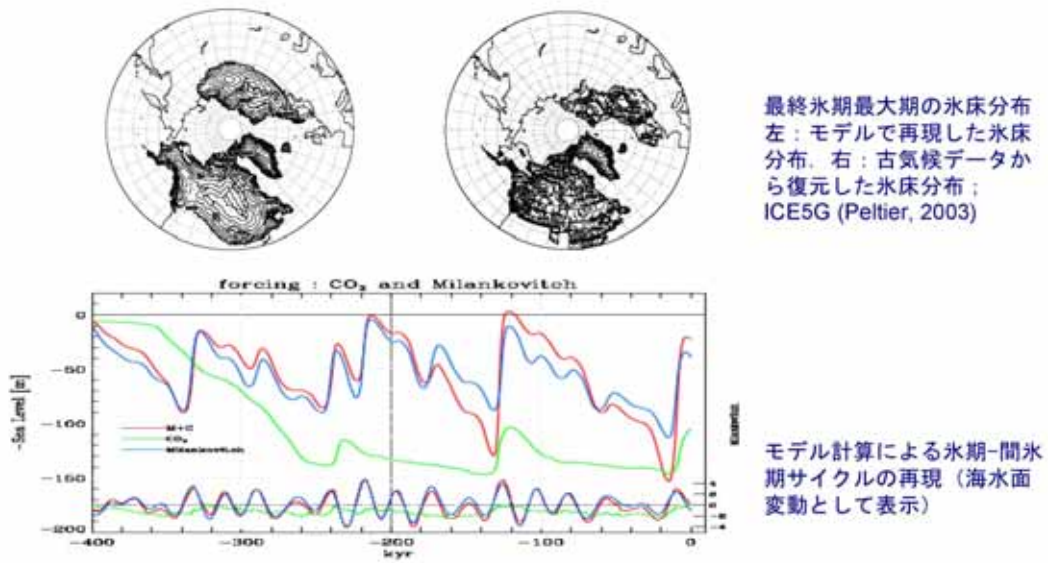 最終氷期最大期の氷床分布
左：モデルで再現した氷床
分布．右：古気候データか
ら復元した氷床分布；
ICE5G (Peltier, 2003)
forcing : CO₂ and Milankovitch
0
-50
-100
-150
-200
-Sea Level [m]
M+C
CO₂
Milankovitch
-400
-300
-200
-100
0
kyr
モデル計算による氷期-間氷
期サイクルの再現（海水面
変動として表示）